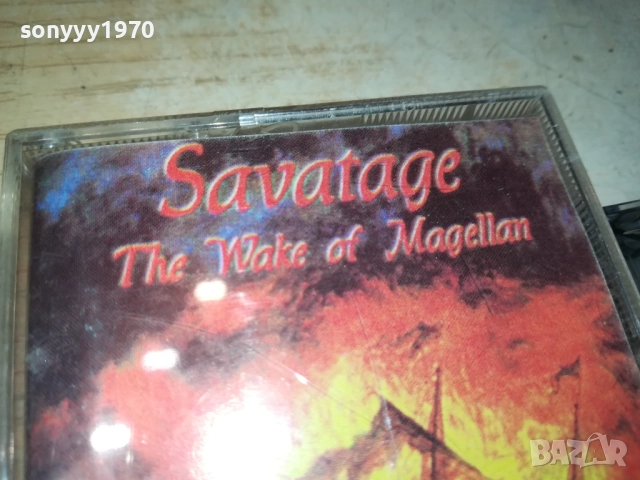 sonyyy1970
Savatage
The Wake of Magellan
BAZAR